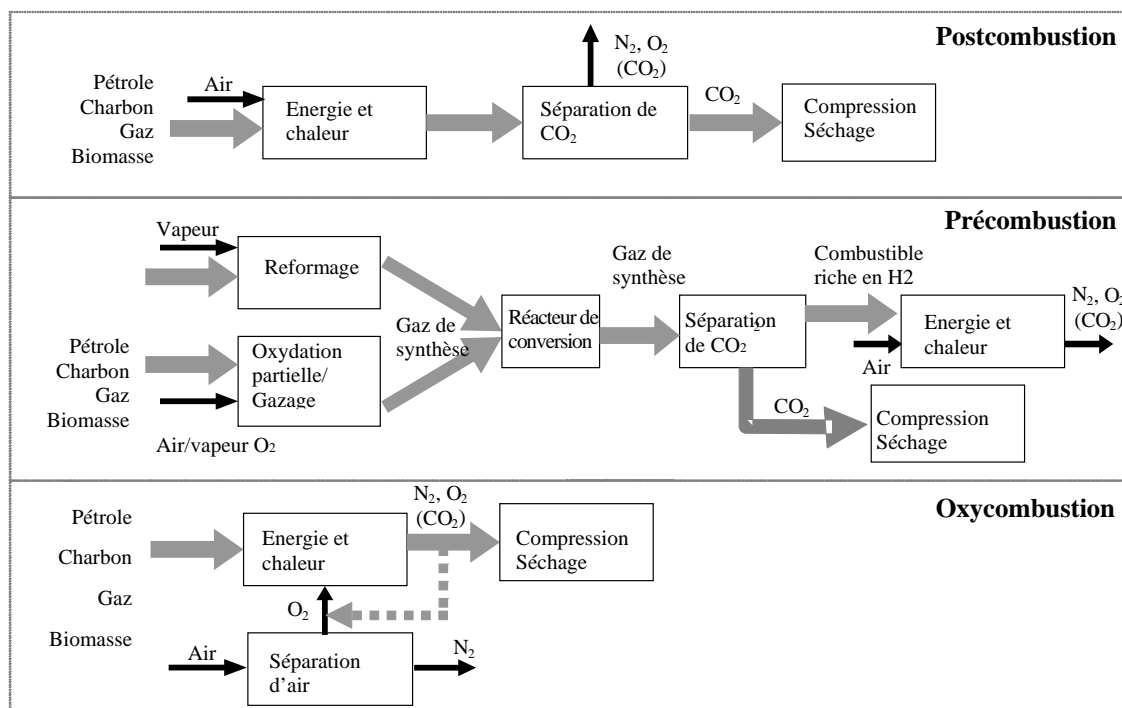 Postcombustion
N₂, O₂
(CO₂)
Pétrole
Charbon
Gaz
Biomasse
Air
Energie et
chaleur
Séparation de
CO₂
CO₂
Compression
Séchage
Précombustion
Vapeur
Reformage
Pétrole
Charbon
Gaz
Biomasse
Oxydation
partielle/
Gazage
Air/vapeur O₂
Gaz de
synthèse
Réacteur de
conversion
Gaz de
synthèse
Séparation
de CO₂
2
Combustible
riche en H2
Air
Energie et
chaleur
N₂, O₂
(CO₂)
CO₂
Compression
Séchage
Oxycombustion
Pétrole
Charbon
Gaz
Biomasse
Energie et
chaleur
N₂, O₂
(CO₂)
Compression
Séchage
O₂
Air
Séparation
d’air
N₂